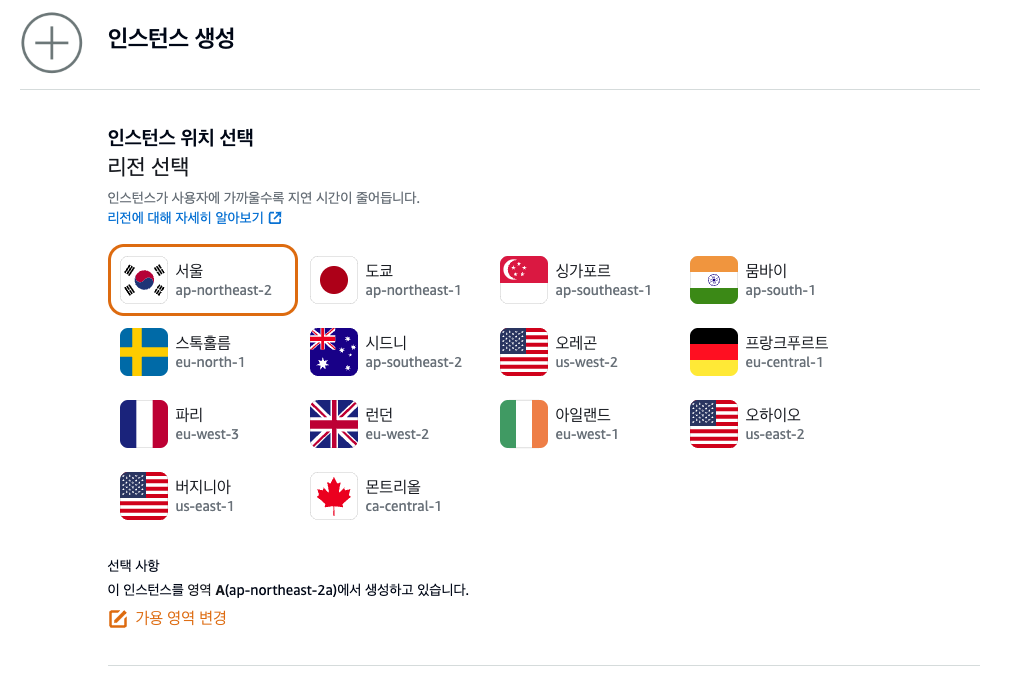 인스턴스 생성
인스턴스 위치 선택
리전 선택
인스턴스가 사용자에 가까울수록 지연 시간이 줄어듭니다.
리전에 대해 자세히 알아보기
서울
ap-northeast-2
도쿄
ap-northeast-1
싱가포르
ap-southeast-1
뭄바이
ap-south-1
스톡홀름
eu-north-1
시드니
ap-southeast-2
오레곤
us-west-2
프랑크푸르트
eu-central-1
파리
eu-west-3
런던
eu-west-2
아일랜드
eu-west-1
오하이오
us-east-2
버지니아
us-east-1
몬트리올
ca-central-1
선택 사항
이 인스턴스를 영역 A(ap-northeast-2a)에서 생성하고 있습니다.
가용 영역 변경